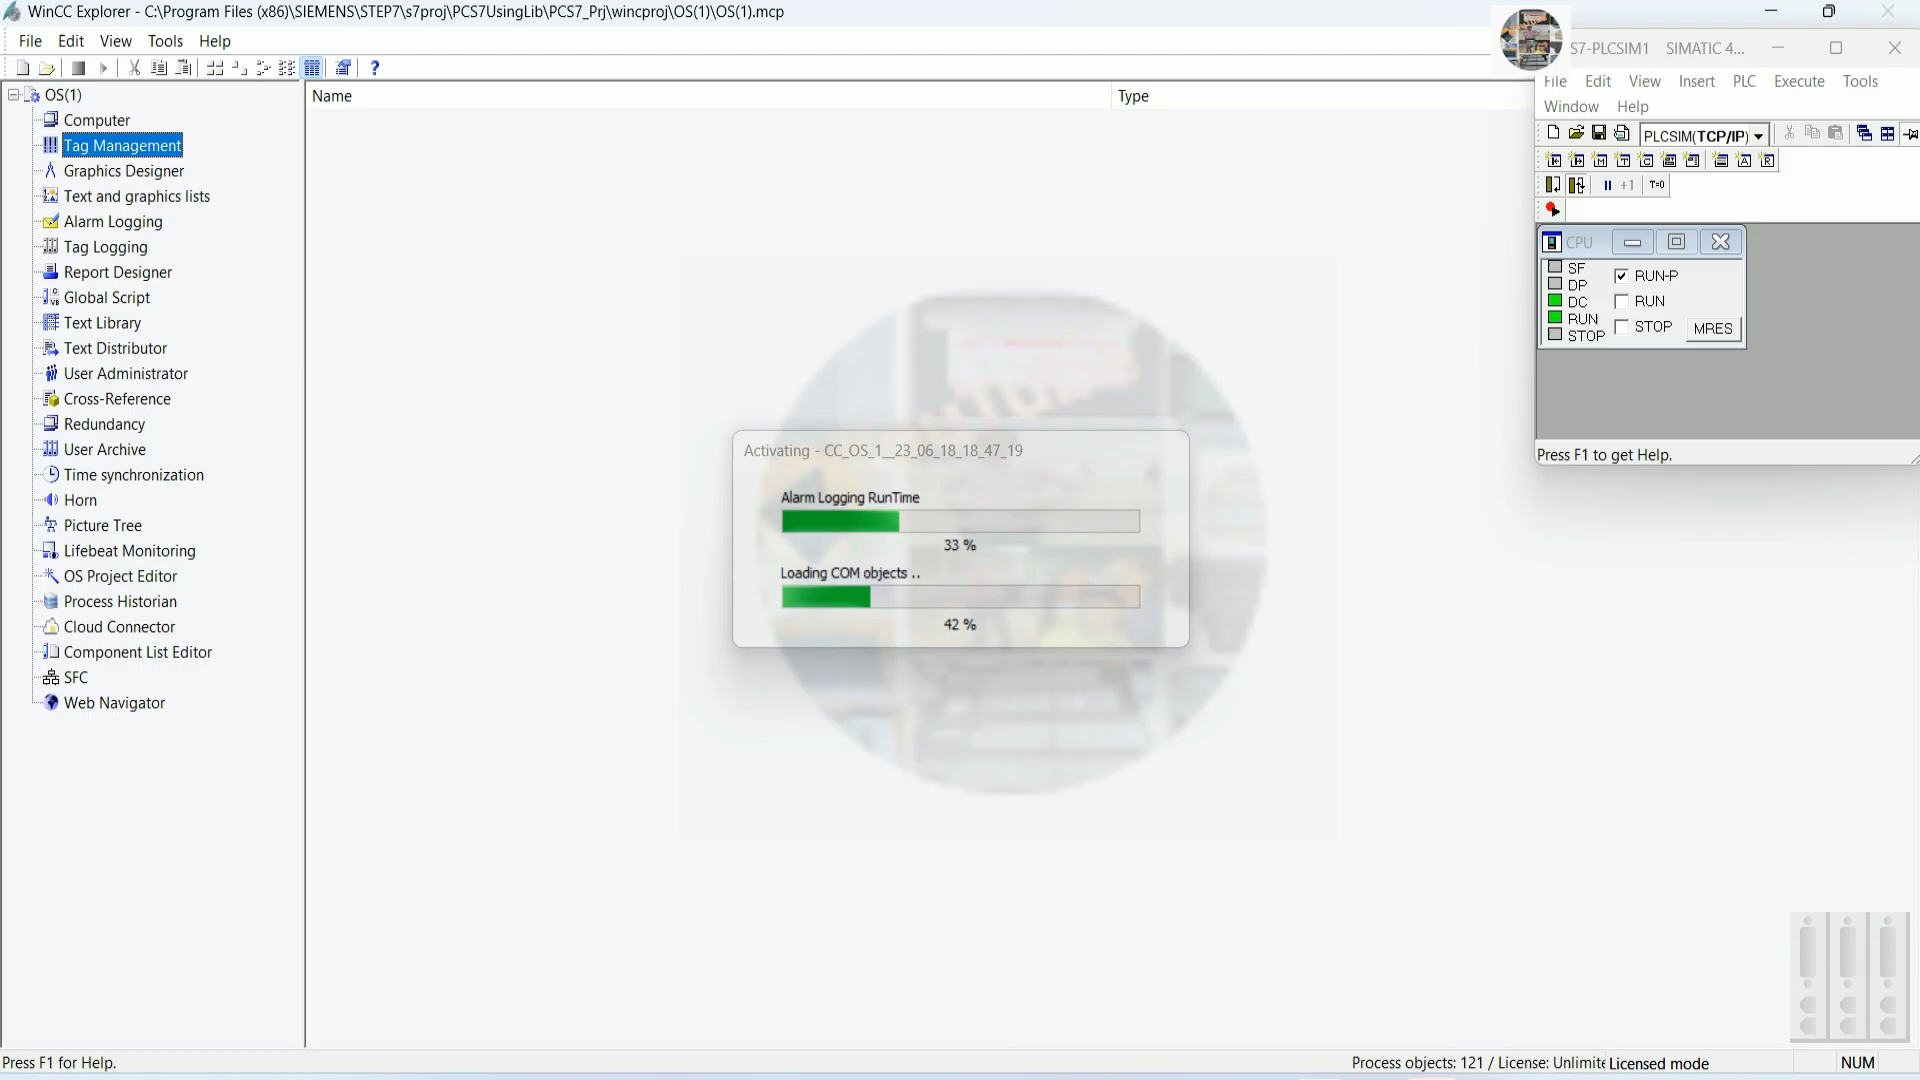 WinCC Explorer - C:\Program Files (x86)\SIEMENS\STEP7\s7proj\PCS7UsingLib\PCS7_Prj\wincproj\OS(1)\OS(1).mcp
File Edit View Tools Help
OS(1)
Computer
Tag Management
Graphics Designer
Text and graphics lists
Alarm Logging
Tag Logging
Report Designer
Global Script
Text Library
Text Distributor
User Administrator
Cross-Reference
Redundancy
User Archive
Time synchronization
Horn
Picture Tree
Lifebeat Monitoring
OS Project Editor
Process Historian
Cloud Connector
Component List Editor
SFC
Web Navigator
Name Type
Activating - CC_OS_1__23_06_18_18_47_19
Alarm Logging RunTime
33 %
Loading COM objects ..
42 %
S7-PLCSIM1 SIMATIC 4...
File Edit View Insert PLC Execute Tools
Window Help
PLCSIM(TCP/IP)
+1 T=0
CPU
SF
DP
DC
RUN
STOP
RUN-P
RUN
STOP
MRES
Press F1 to get Help.
Press F1 for Help.
Process objects: 121 / License: Unlimite Licensed mode NUM